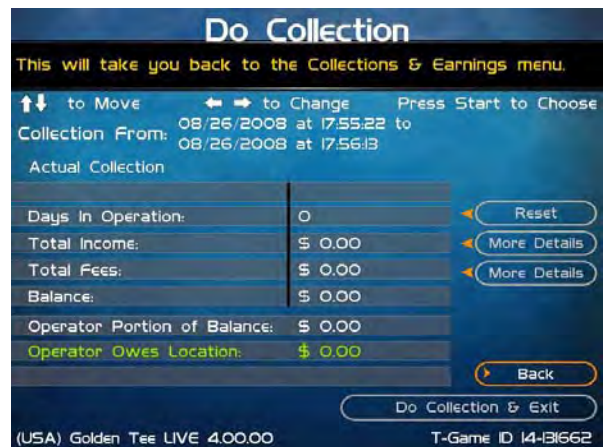 Do Collection
This will take you back to the Collections & Earnings menu.
to Move to Change Press Start to Choose
Collection From: 08/26/2008 at 17:55:22 to
08/26/2008 at 17:56:13
Actual Collection
Days In Operation: 0 Reset
Total Income: $ 0.00 More Details
Total Fees: $ 0.00 More Details
Balance: $ 0.00
Operator Portion of Balance: $ 0.00
Operator Owes Location: $ 0.00
Back
Do Collection & Exit
(USA) Golden Tee LIVE 4.00.00 T-Game ID 14-131662